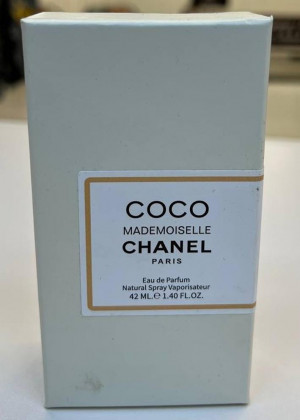 COCO
MADEMOISELLE
CHANEL
PARIS
Eau de Parfum
Natural Spray Vaporisateur
42 ML.℮ 1.40 FL.OZ.